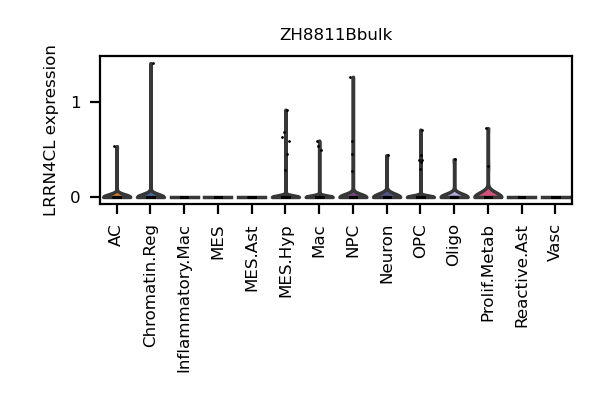 ZH8811Bbulk
LRRN4CL expression
1
0
AC
Chromatin.Reg
Inflammatory.Mac
MES
MES.Ast
MES.Hyp
Mac
NPC
Neuron
OPC
Oligo
Prolif.Metab
Reactive.Ast
Vasc